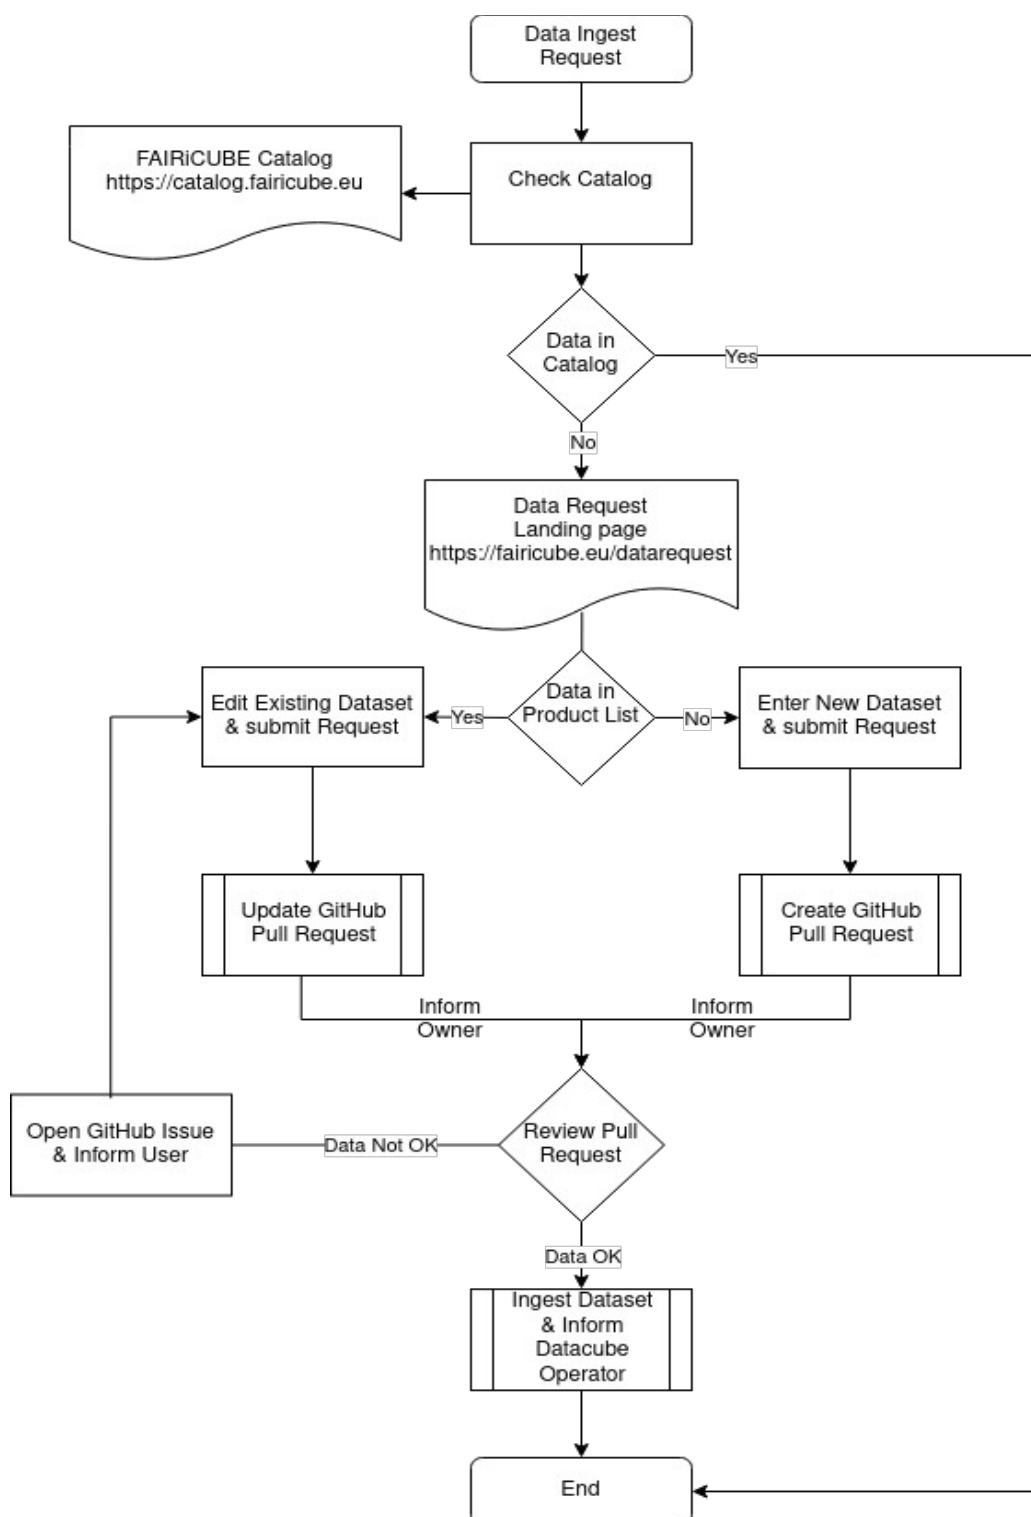 Data Ingest
Request
FAIRiCUBE Catalog
https://catalog.fairicube.eu
Check Catalog
Data in
Catalog
Yes
No
Data Request
Landing page
https://fairicube.eu/datarequest
Edit Existing Dataset
& submit Request
Yes
Data in
Product List
No
Enter New Dataset
& submit Request
Update GitHub
Pull Request
Create GitHub
Pull Request
Inform
Owner
Inform
Owner
Open GitHub Issue
& Inform User
Data Not OK
Review Pull
Request
Data OK
Ingest Dataset
& Inform
Datacube
Operator
End